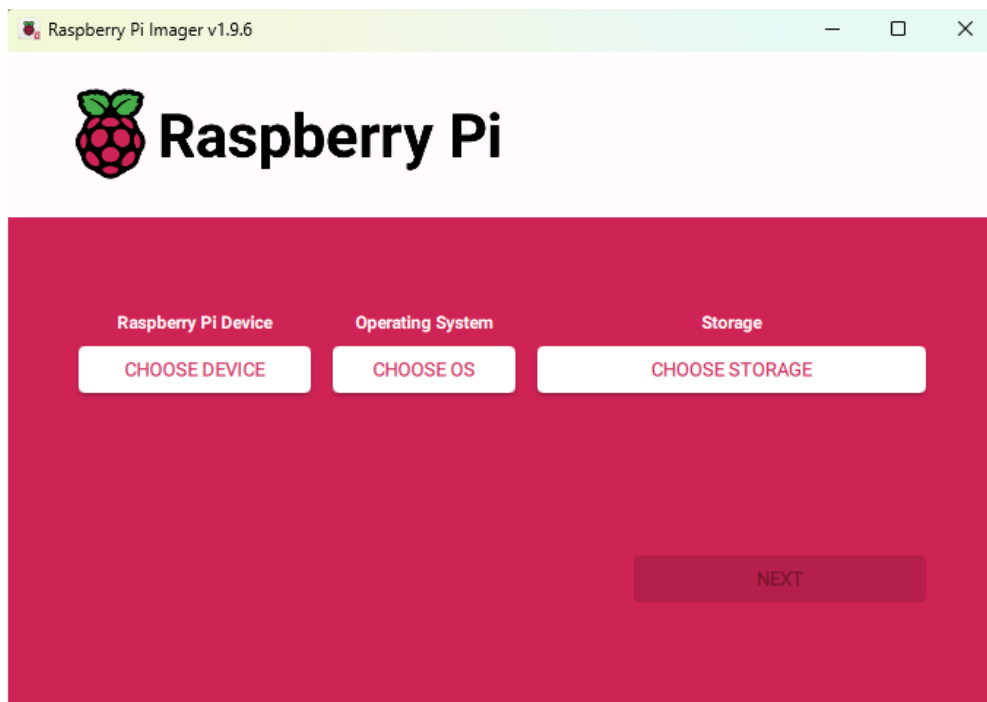 Raspberry Pi Imager v1.9.6
Raspberry Pi
Raspberry Pi Device
Operating System
Storage
CHOOSE DEVICE
CHOOSE OS
CHOOSE STORAGE
NEXT